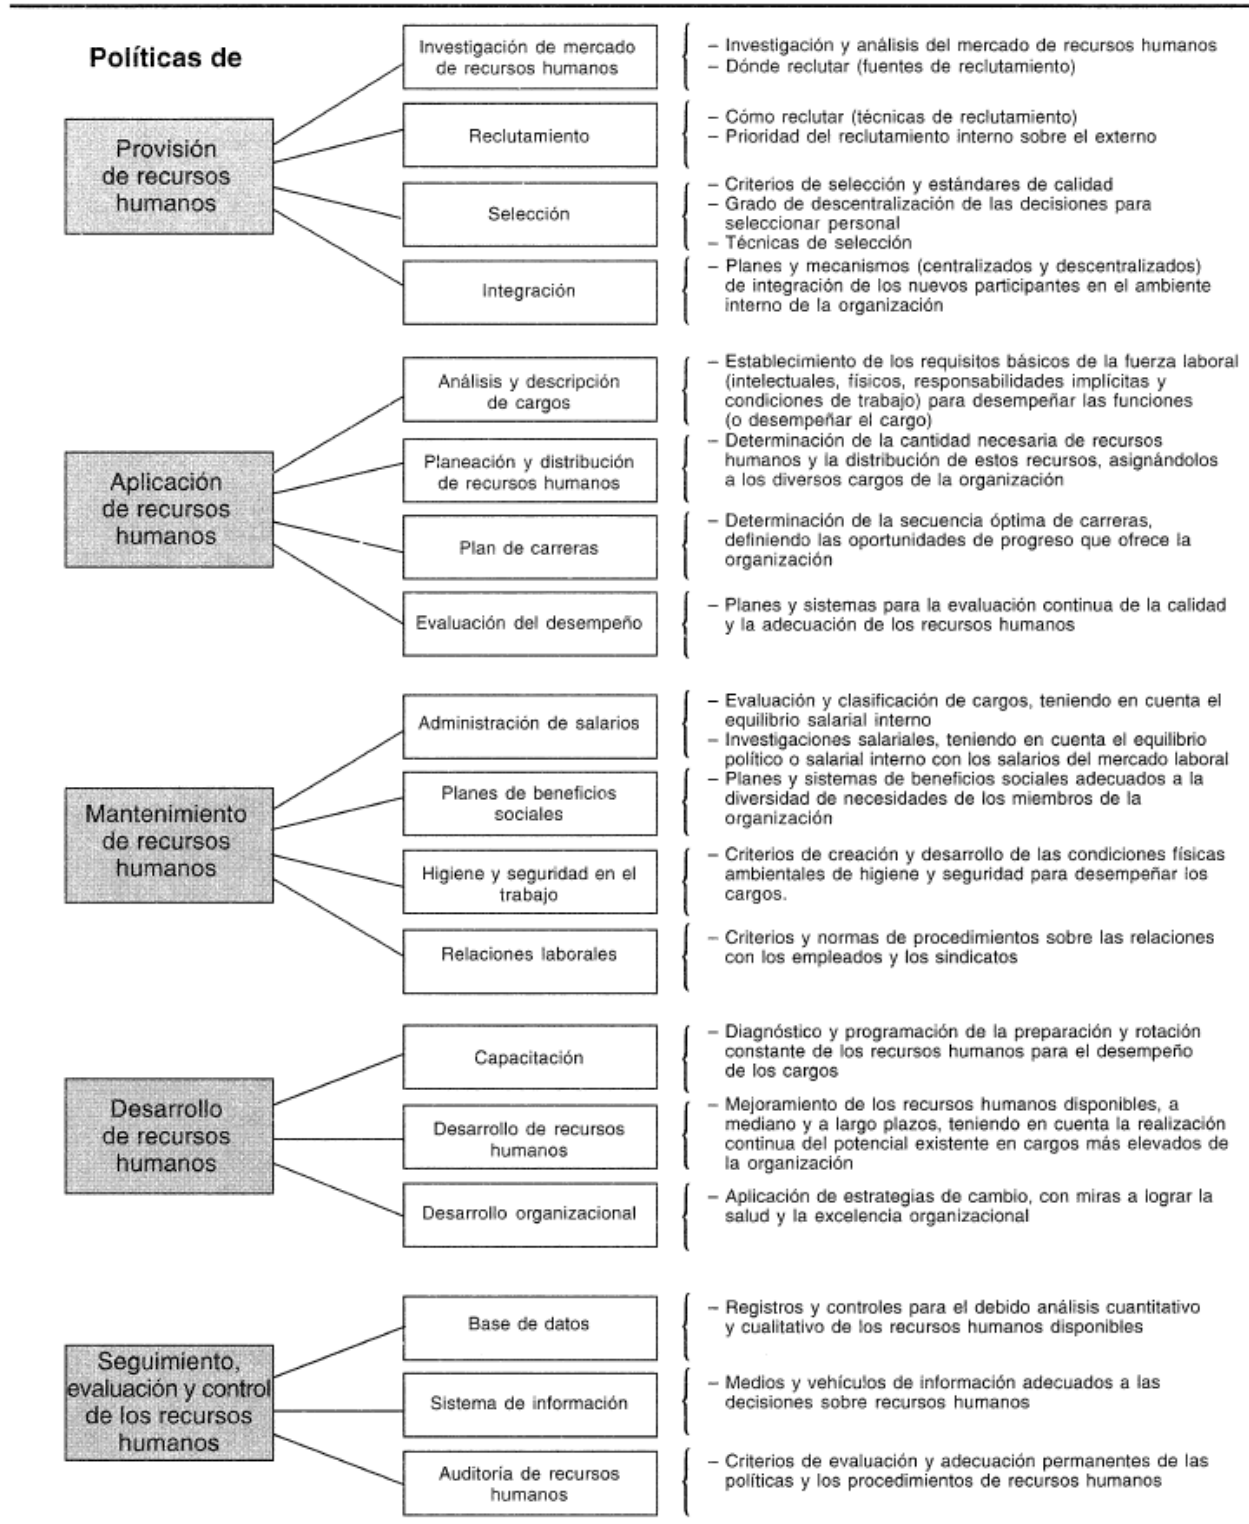 Políticas de
Provisión
de recursos
humanos
Investigación de mercado
de recursos humanos
– Investigación y análisis del mercado de recursos humanos
– Dónde reclutar (fuentes de reclutamiento)
Reclutamiento
– Cómo reclutar (técnicas de reclutamiento)
– Prioridad del reclutamiento interno sobre el externo
Selección
– Criterios de selección y estándares de calidad
– Grado de descentralización de las decisiones para
seleccionar personal
– Técnicas de selección
Integración
– Planes y mecanismos (centralizados y descentralizados)
de integración de los nuevos participantes en el ambiente
interno de la organización
Aplicación
de recursos
humanos
Análisis y descripción
de cargos
– Establecimiento de los requisitos básicos de la fuerza laboral
(intelectuales, físicos, responsabilidades implícitas y
condiciones de trabajo) para desempeñar las funciones
(o desempeñar el cargo)
Planeación y distribución
de recursos humanos
– Determinación de la cantidad necesaria de recursos
humanos y la distribución de estos recursos, asignándolos
a los diversos cargos de la organización
Plan de carreras
– Determinación de la secuencia óptima de carreras,
definiendo las oportunidades de progreso que ofrece la
organización
Evaluación del desempeño
– Planes y sistemas para la evaluación continua de la calidad
y la adecuación de los recursos humanos
Mantenimiento
de recursos
humanos
Administración de salarios
– Evaluación y clasificación de cargos, teniendo en cuenta el
equilibrio salarial interno
– Investigaciones salariales, teniendo en cuenta el equilibrio
político o salarial interno con los salarios del mercado laboral
Planes de beneficios
sociales
– Planes y sistemas de beneficios sociales adecuados a la
diversidad de necesidades de los miembros de la
organización
Higiene y seguridad en el
trabajo
– Criterios de creación y desarrollo de las condiciones físicas
ambientales de higiene y seguridad para desempeñar los
cargos.
Relaciones laborales
– Criterios y normas de procedimientos sobre las relaciones
con los empleados y los sindicatos
Desarrollo
de recursos
humanos
Capacitación
– Diagnóstico y programación de la preparación y rotación
constante de los recursos humanos para el desempeño
de los cargos
Desarrollo de recursos
humanos
– Mejoramiento de los recursos humanos disponibles, a
mediano y a largo plazos, teniendo en cuenta la realización
continua del potencial existente en cargos más elevados de
la organización
Desarrollo organizacional
– Aplicación de estrategias de cambio, con miras a lograr la
salud y la excelencia organizacional
Seguimiento,
evaluación y control
de los recursos
humanos
Base de datos
– Registros y controles para el debido análisis cuantitativo
y cualitativo de los recursos humanos disponibles
Sistema de información
– Medios y vehículos de información adecuados a las
decisiones sobre recursos humanos
Auditoría de recursos
humanos
– Criterios de evaluación y adecuación permanentes de las
políticas y los procedimientos de recursos humanos